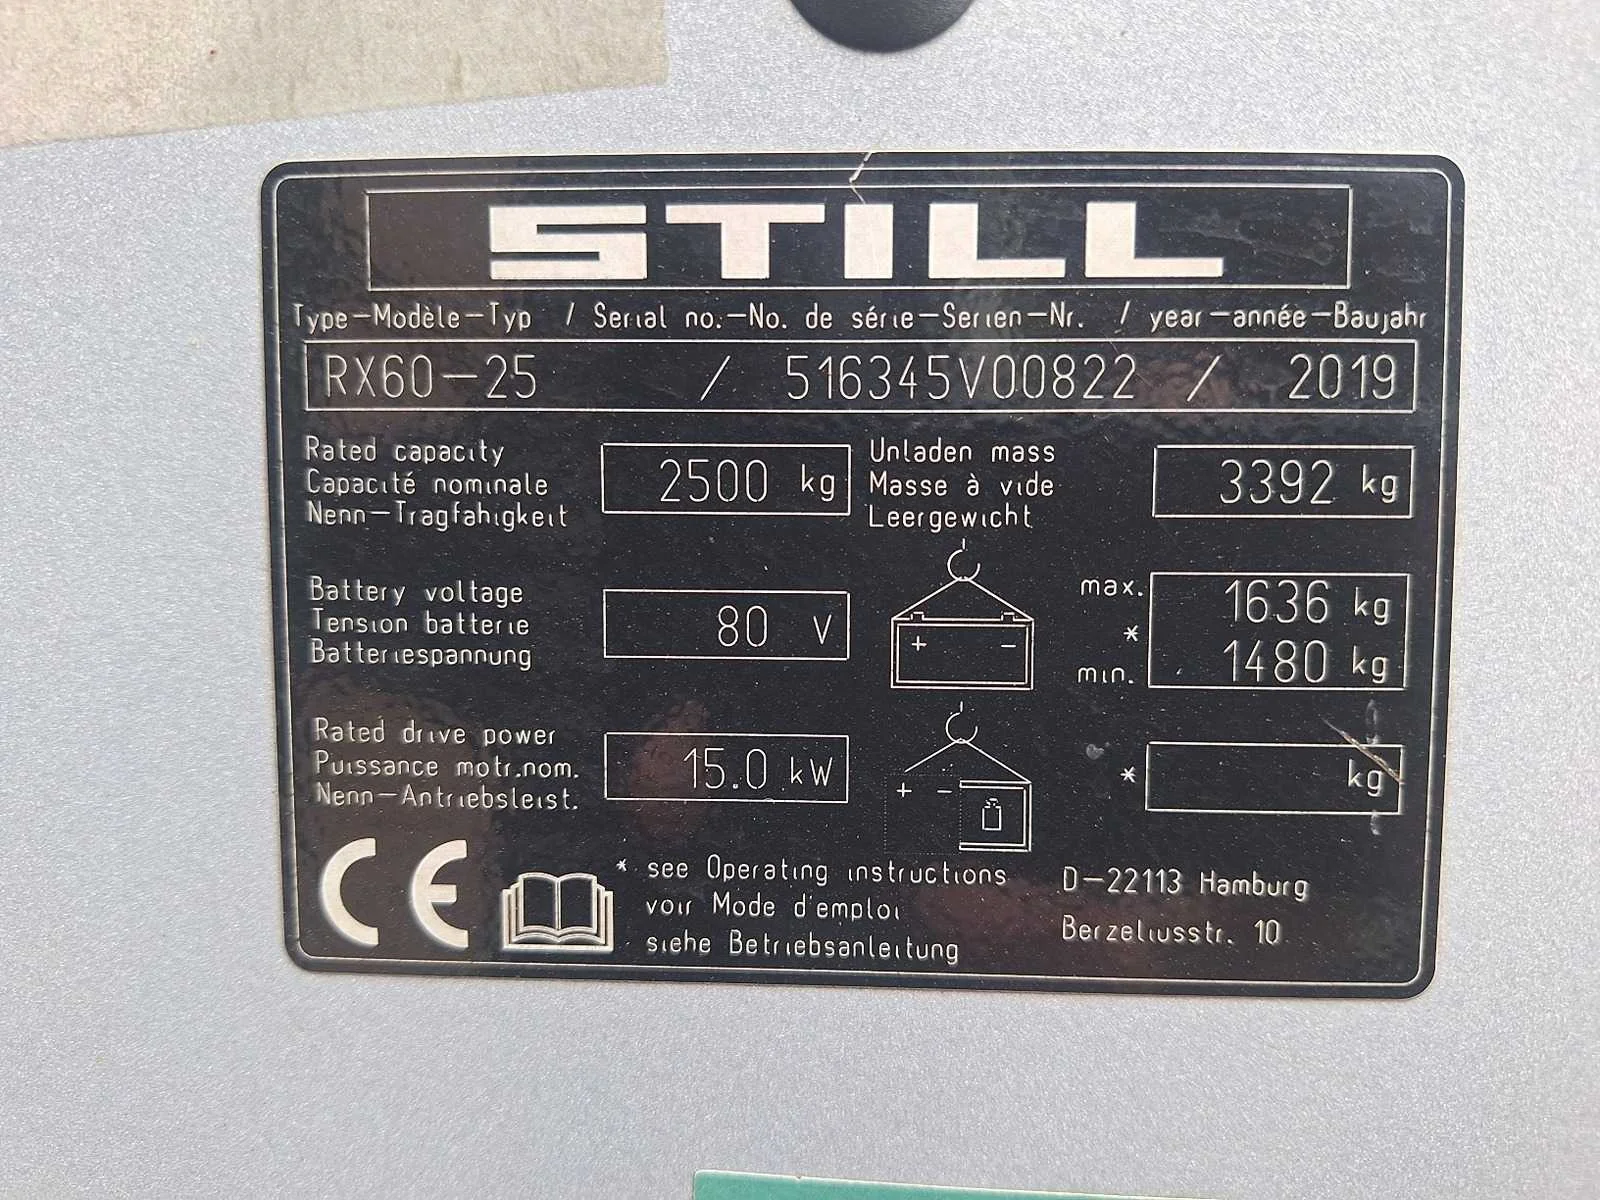 STILL
Type-Modèle-Typ / Serial no.-No. de série-Serien-Nr. / year-année-Baujahr
RX60-25 / 516345V00822 / 2019
Rated capacity
Capacité nominale
Nenn-Tragfähigkeit
2500 kg
Unladen mass
Masse à vide
Leergewicht
3392 kg
Battery voltage
Tension batterie
Batteriespannung
80 V
+ -
max. 1636 kg
*
min. 1480 kg
Rated drive power
Puissance motr.nom.
Nenn-Antriebsleist.
15.0 kW
+ -
* kg
CE
* see Operating instructions
voir Mode d'emploi
siehe Betriebsanleitung
D-22113 Hamburg
Berzeliusstr. 10